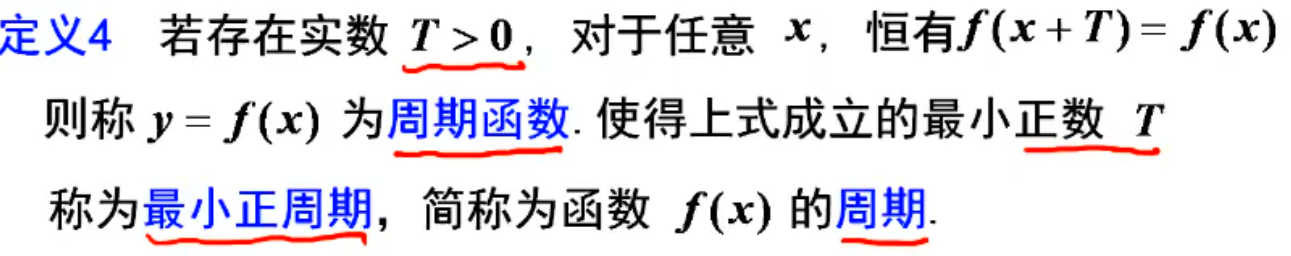 定义4 若存在实数 T > 0, 对于任意 x, 恒有f(x + T) = f(x)
则称 y = f(x) 为周期函数. 使得上式成立的最小正数 T
称为最小正周期，简称为函数 f(x) 的周期.